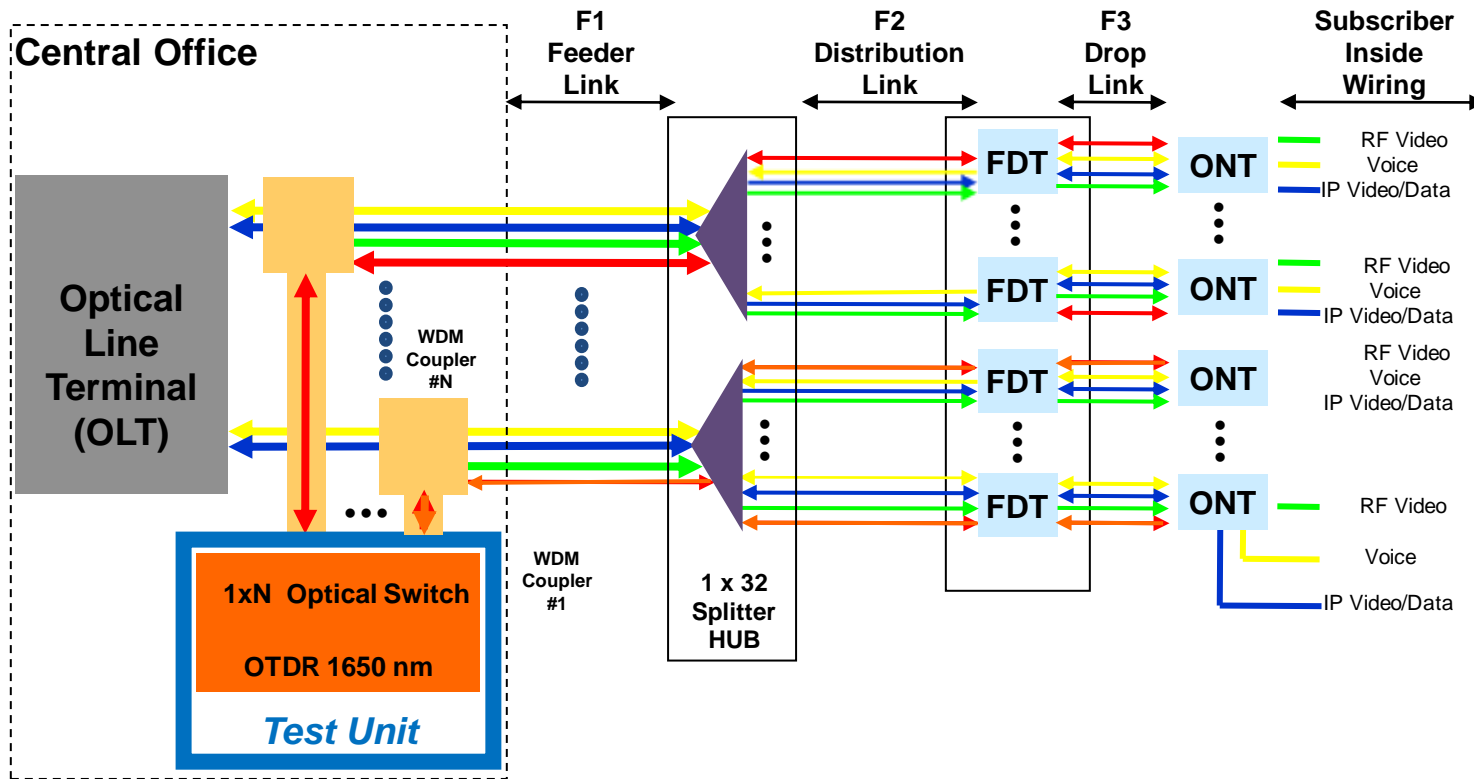 Central Office
F1
Feeder
Link
F2
Distribution
Link
F3
Drop
Link
Subscriber
Inside
Wiring
Optical
Line
Terminal
(OLT)
WDM
Coupler
#N
WDM
Coupler
#1
1xN Optical Switch
OTDR 1650 nm
Test Unit
1 x 32
Splitter
HUB
FDT
ONT
RF Video
Voice
IP Video/Data
FDT
ONT
RF Video
Voice
IP Video/Data
FDT
ONT
RF Video
Voice
IP Video/Data
FDT
ONT
RF Video
Voice
IP Video/Data